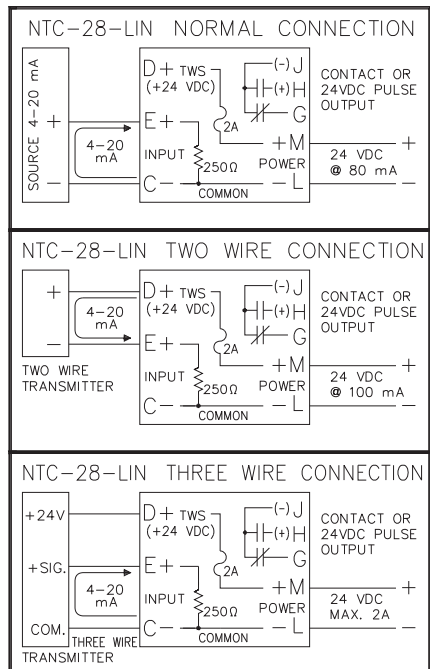 NTC-28-LIN NORMAL CONNECTION
SOURCE 4-20 mA
+
-
4-20
mA
D+ TWS
(+24 VDC)
E+
INPUT
C-
2A
250Ω
COMMON
(-) J
(+) H
G
+M
POWER
-L
CONTACT OR
24VDC PULSE
OUTPUT
+
24 VDC
@ 80 mA
-
NTC-28-LIN TWO WIRE CONNECTION
+
-
TWO WIRE
TRANSMITTER
4-20
mA
D+ TWS
(+24 VDC)
E+
INPUT
C-
2A
250Ω
COMMON
(-) J
(+) H
G
+M
POWER
-L
CONTACT OR
24VDC PULSE
OUTPUT
+
24 VDC
@ 100 mA
-
NTC-28-LIN THREE WIRE CONNECTION
+24V
+SIG.
COM.
THREE WIRE
TRANSMITTER
4-20
mA
D+ TWS
(+24 VDC)
E+
INPUT
C-
2A
250Ω
COMMON
(-) J
(+) H
G
+M
POWER
-L
CONTACT OR
24VDC PULSE
OUTPUT
+
24 VDC
MAX. 2A
-